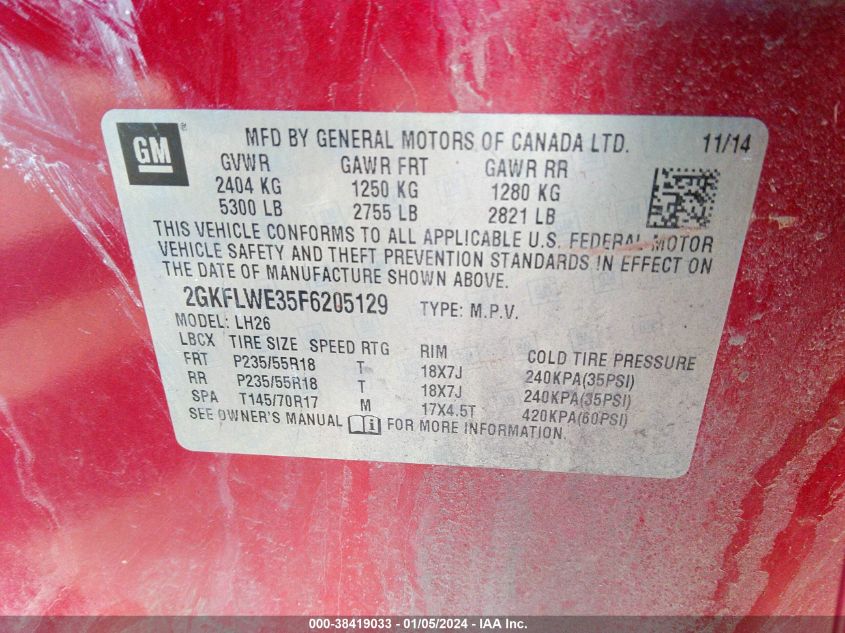 GM
MFD BY GENERAL MOTORS OF CANADA LTD. 11/14
GVWR GAWR FRT GAWR RR
2404 KG 1250 KG 1280 KG
5300 LB 2755 LB 2821 LB
THIS VEHICLE CONFORMS TO ALL APPLICABLE U.S. FEDERAL MOTOR
VEHICLE SAFETY AND THEFT PREVENTION STANDARDS IN EFFECT ON
THE DATE OF MANUFACTURE SHOWN ABOVE.
2GKFLWE35F6205129 TYPE: M.P.V.
MODEL: LH26
LBCX TIRE SIZE SPEED RTG RIM COLD TIRE PRESSURE
FRT P235/55R18 T 18X7J 240KPA(35PSI)
RR P235/55R18 T 18X7J 240KPA(35PSI)
SPA T145/70R17 M 17X4.5T 420KPA(60PSI)
SEE OWNER'S MANUAL FOR MORE INFORMATION.
000-38419033 - 01/05/2024 - IAA Inc.